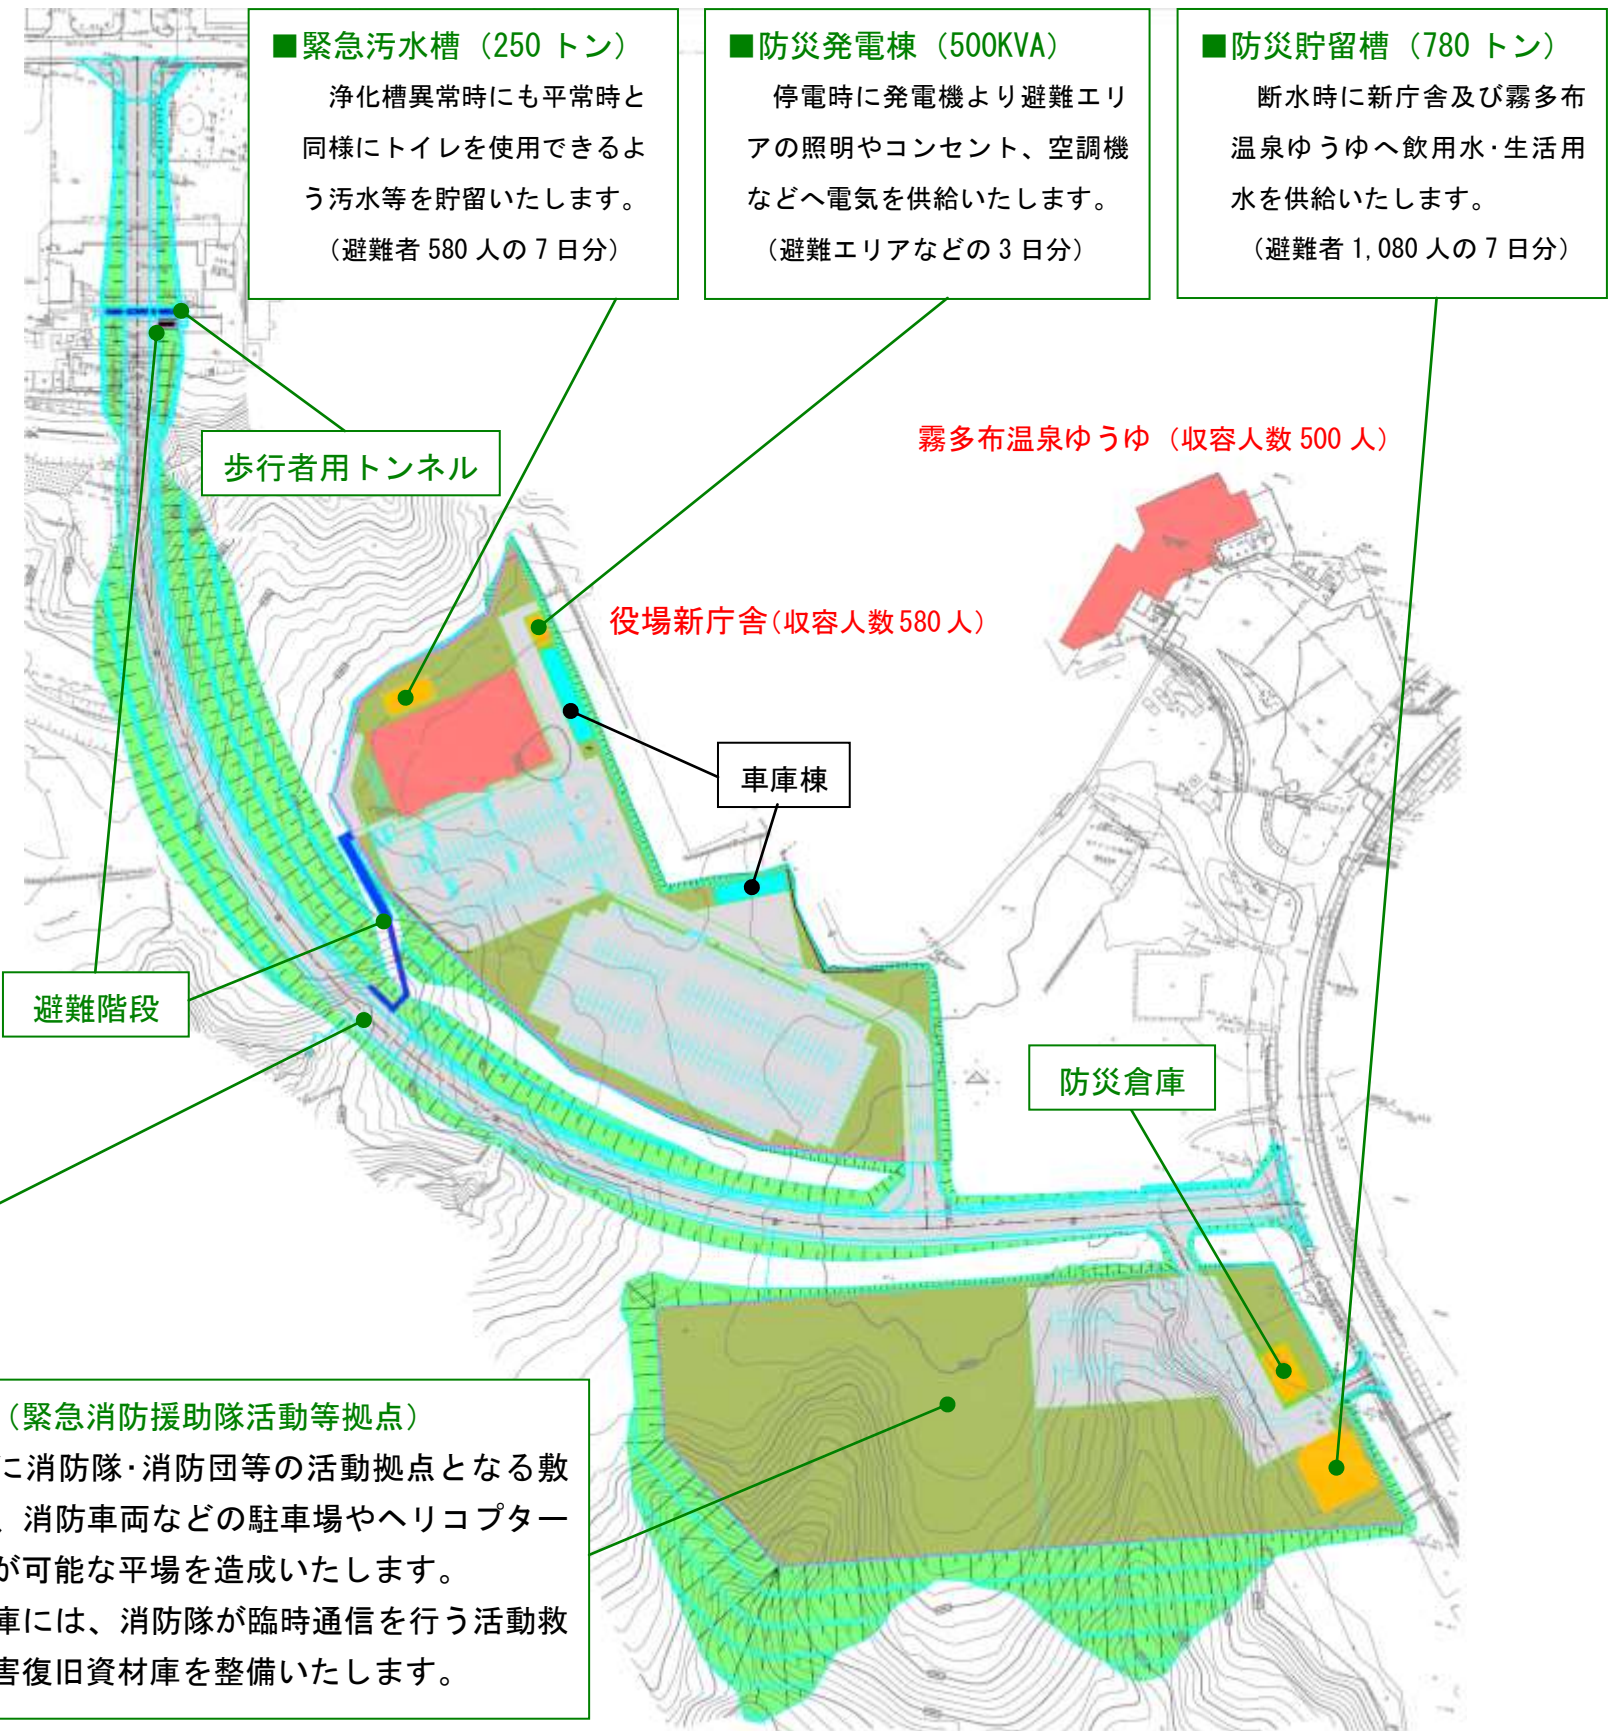 ■緊急汚水槽（250 トン）
浄化槽異常時にも平常時と
同様にトイレを使用できるよ
う汚水等を貯留いたします。
（避難者 580 人の 7 日分）
■防災発電棟（500KVA）
停電時に発電機より避難エリ
アの照明やコンセント、空調機
などへ電気を供給いたします。
（避難エリアなどの 3 日分）
■防災貯留槽（780 トン）
断水時に新庁舎及び霧多布
温泉ゆうゆへ飲用水・生活用
水を供給いたします。
（避難者 1,080 人の 7 日分）
歩行者用トンネル
霧多布温泉ゆうゆ（収容人数 500 人）
役場新庁舎（収容人数 580 人）
車庫棟
避難階段
防災倉庫
（緊急消防援助隊活動等拠点）
に消防隊・消防団等の活動拠点となる敷
、消防車両などの駐車場やヘリコプター
が可能な平場を造成いたします。
庫には、消防隊が臨時通信を行う活動救
害復旧資材庫を整備いたします。